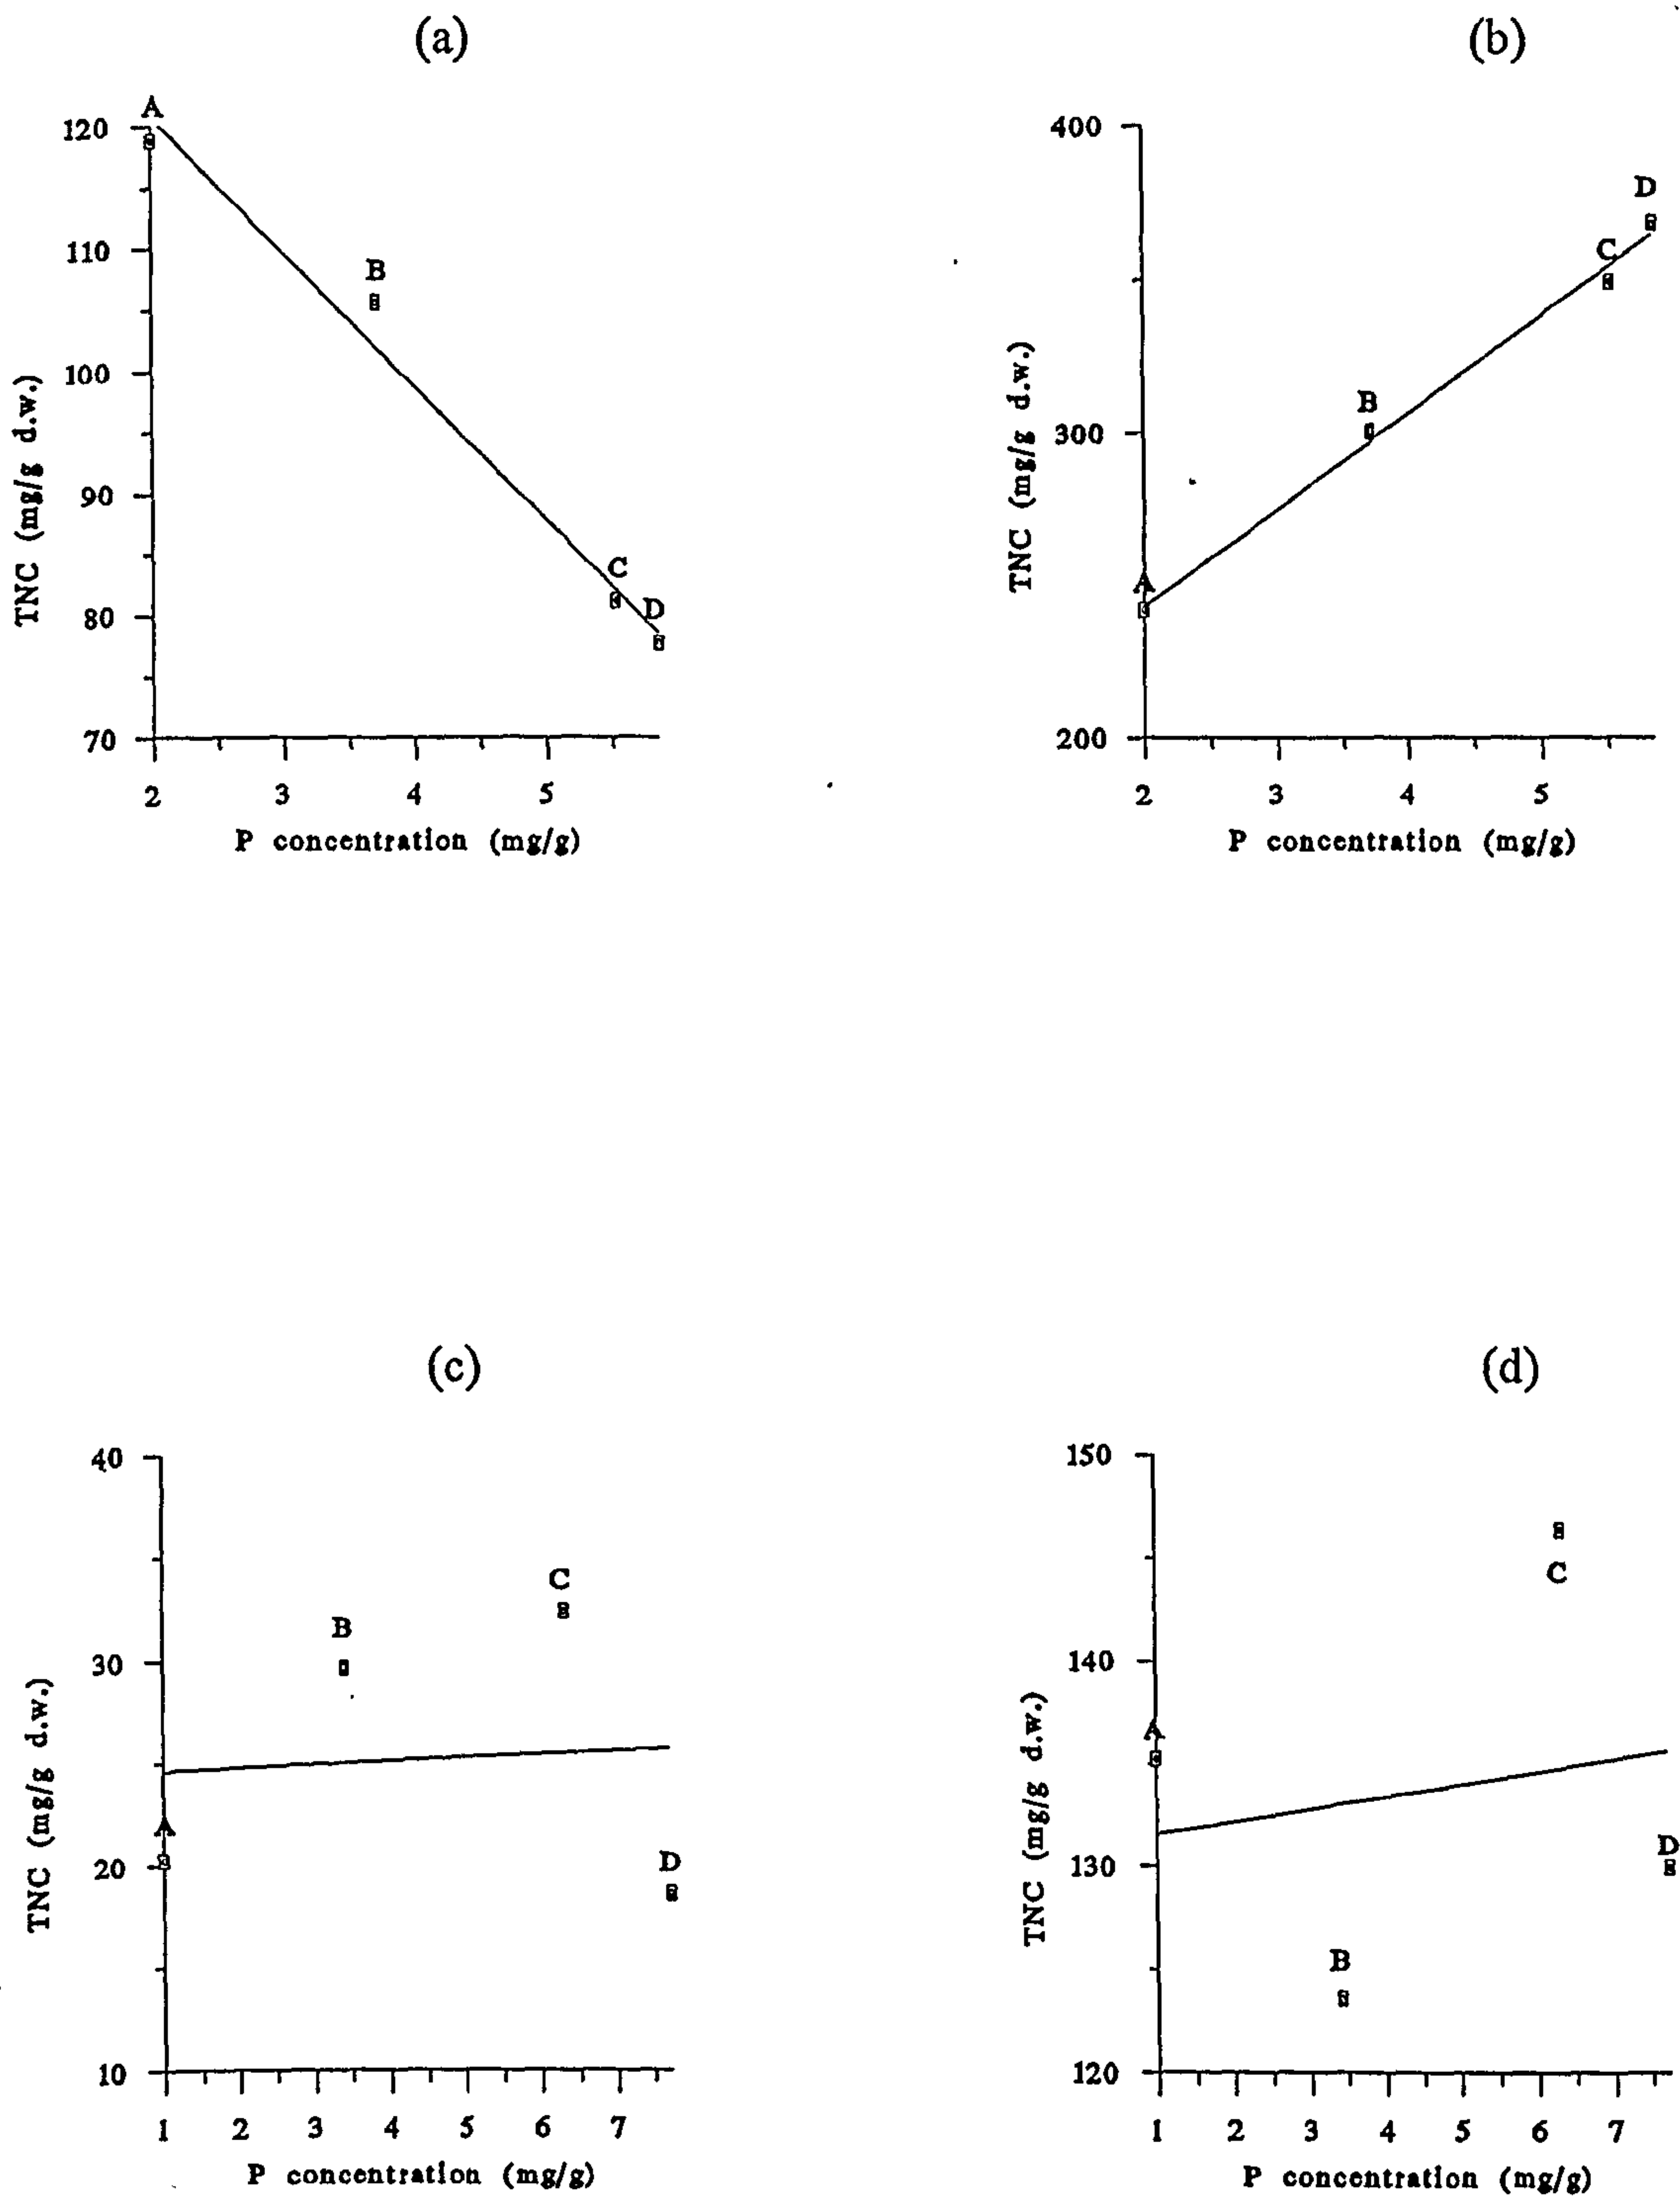 (a)
A
120
110
B
100
TNC (mg/g d.w.)
90
C
80
D
70
2 3 4 5
P concentration (mg/g)
(b)
400
D
C
TNC (mg/g d.w.)
B
300
A
200
2 3 4 5
P concentration (mg/g)
(c)
40
C
B
30
TNC (mg/g d.w.)
A
20
D
10
1 2 3 4 5 6 7
P concentration (mg/g)
(d)
150
C
140
A
TNC (mg/g d.w.)
130
D
B
120
1 2 3 4 5 6 7
P concentration (mg/g)